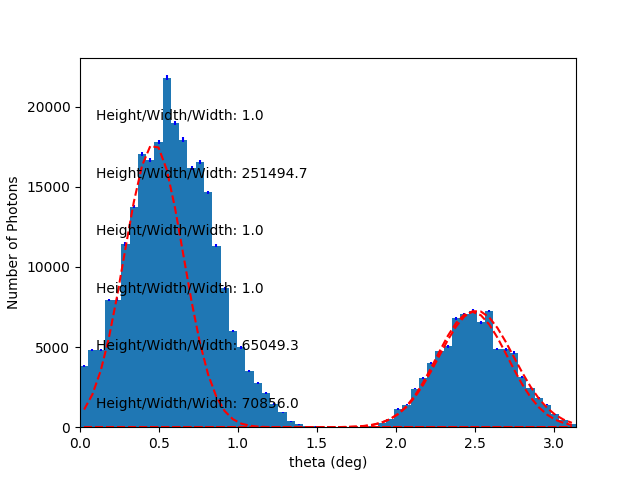 20000
15000
10000
5000
0
Number of Photons
Height/Width/Width: 1.0
Height/Width/Width: 251494.7
Height/Width/Width: 1.0
Height/Width/Width: 1.0
Height/Width/Width: 65049.3
Height/Width/Width: 70856.0
0.0 0.5 1.0 1.5 2.0 2.5 3.0
theta (deg)